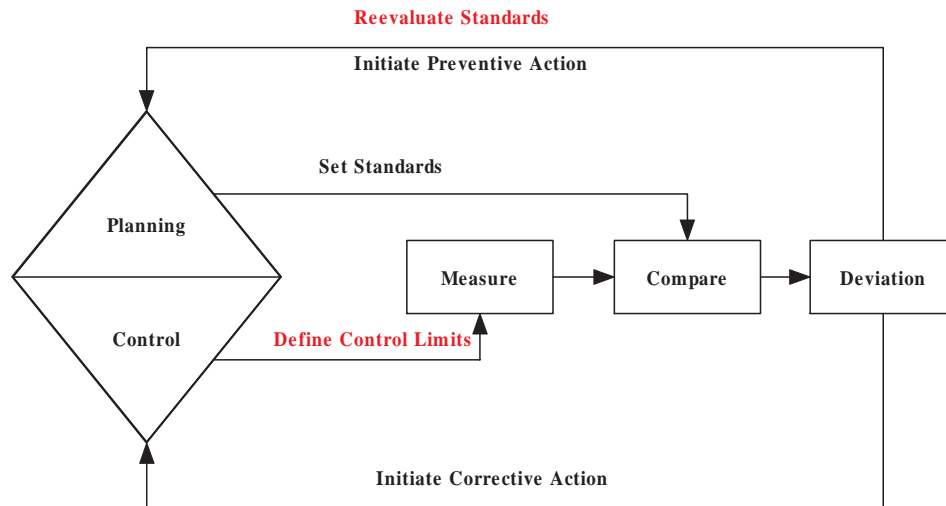 Reevaluate Standards
Initiate Preventive Action
Set Standards
Planning
Measure
Compare
Deviation
Control
Define Control Limits
Initiate Corrective Action